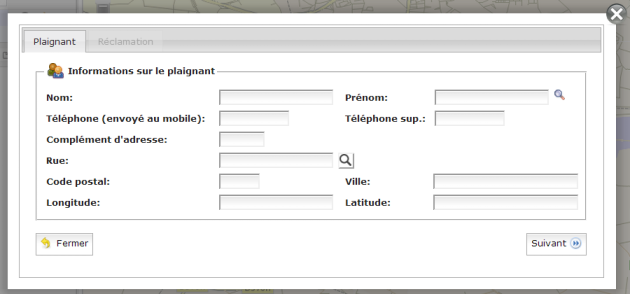 Plaignant Réclamation
Informations sur le plaignant
Nom: Prénom:
Téléphone (envoyé au mobile): Téléphone sup.:
Complément d'adresse:
Rue:
Code postal: Ville:
Longitude: Latitude:
Fermer Suivant